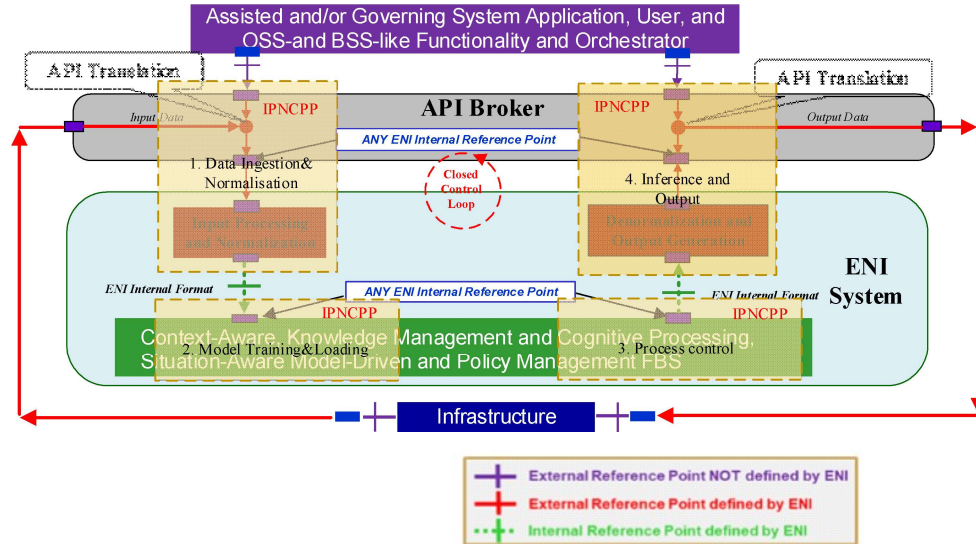 Assisted and/or Governing System Application, User, and
OSS-and BSS-like Functionality and Orchestrator
API Translation
API Translation
IPNCPP
API Broker
IPNCPP
Input Data
Output Data
ANY ENI Internal Reference Point
1. Data Ingestion&
Normalisation
Closed
Control
Loop
4. Inference and
Output
Input Processing
and Normalization
Denormalization and
Output Generation
ENI
System
ENI Internal Format
ANY ENI Internal Reference Point
ENI Internal Format
IPNCPP
IPNCPP
Context-Aware, Knowledge Management and Cognitive Processing,
2. Model Training&Loading
3. Process control
Situation-Aware Model-Driven and Policy Management FBS
Infrastructure
External Reference Point NOT defined by ENI
External Reference Point defined by ENI
Internal Reference Point defined by ENI